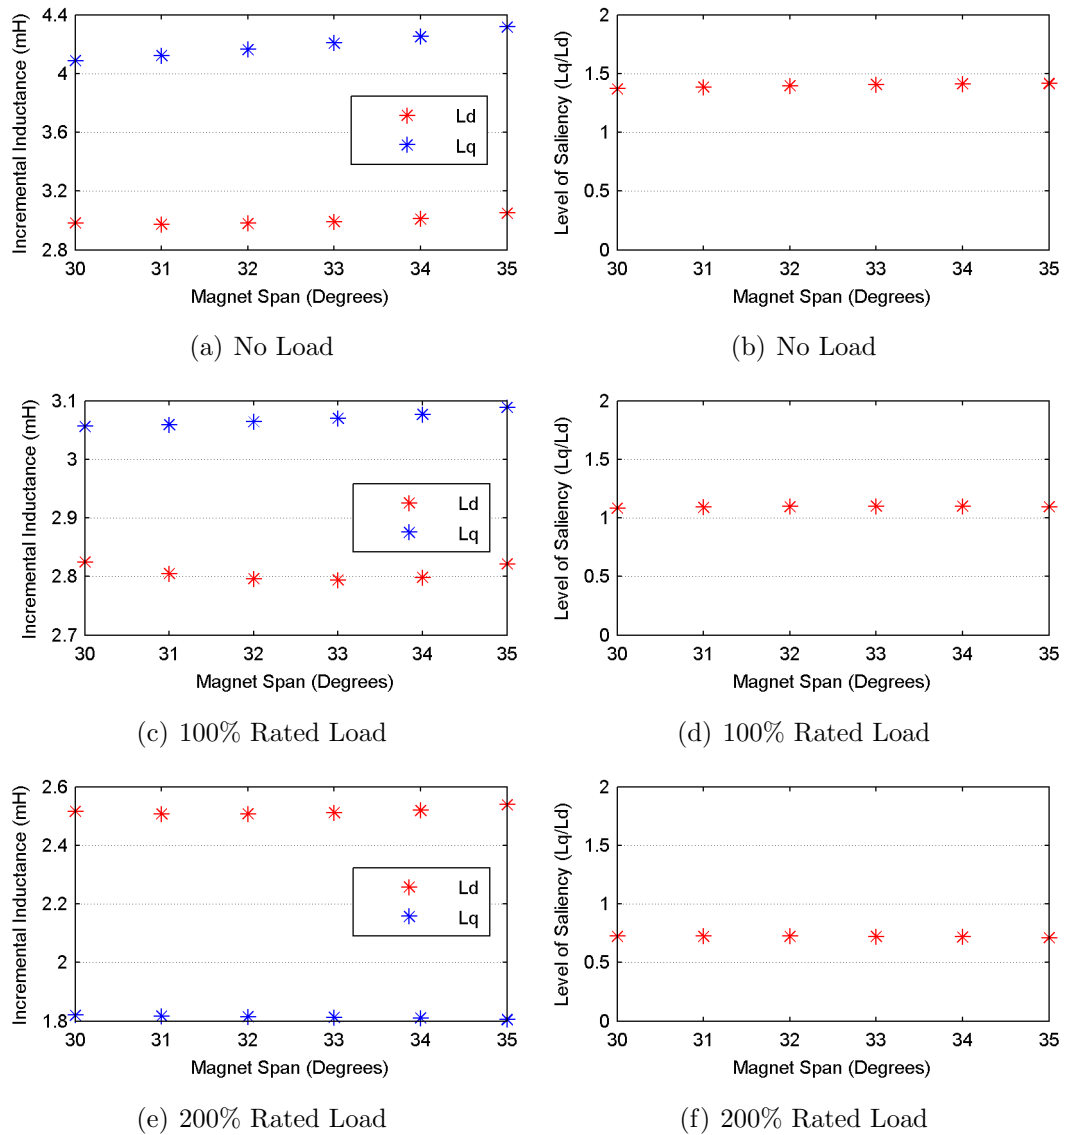 Incremental Inductance (mH)
4.4
4
3.6
3.2
2.8
Ld
Lq
30 31 32 33 34 35
Magnet Span (Degrees)
(a) No Load
Level of Saliency (Lq/Ld)
2
1.5
1
0.5
0
30 31 32 33 34 35
Magnet Span (Degrees)
(b) No Load
Incremental Inductance (mH)
3.1
3
2.9
2.8
2.7
Ld
Lq
30 31 32 33 34 35
Magnet Span (Degrees)
(c) 100% Rated Load
Level of Saliency (Lq/Ld)
2
1.5
1
0.5
0
30 31 32 33 34 35
Magnet Span (Degrees)
(d) 100% Rated Load
Incremental Inductance (mH)
2.6
2.4
2.2
2
1.8
Ld
Lq
30 31 32 33 34 35
Magnet Span (Degrees)
(e) 200% Rated Load
Level of Saliency (Lq/Ld)
2
1.5
1
0.5
0
30 31 32 33 34 35
Magnet Span (Degrees)
(f) 200% Rated Load